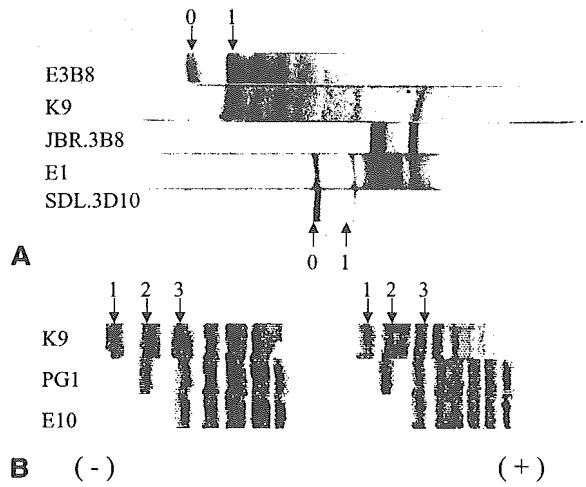 0 1
E3B8
K9
JBR.3B8
E1
SDL.3D10
A
0 1
1 2 3 1 2 3
K9
PG1
E10
B (-) (+)